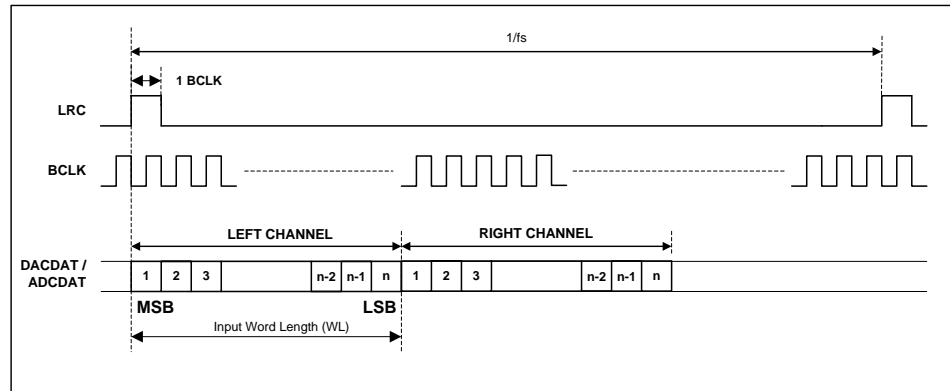 1/fs
1 BCLK
LRC
BCLK
LEFT CHANNEL RIGHT CHANNEL
DACDAT /
ADCDAT
1 2 3 n-2 n-1 n 1 2 3 n-2 n-1 n
MSB LSB
Input Word Length (WL)